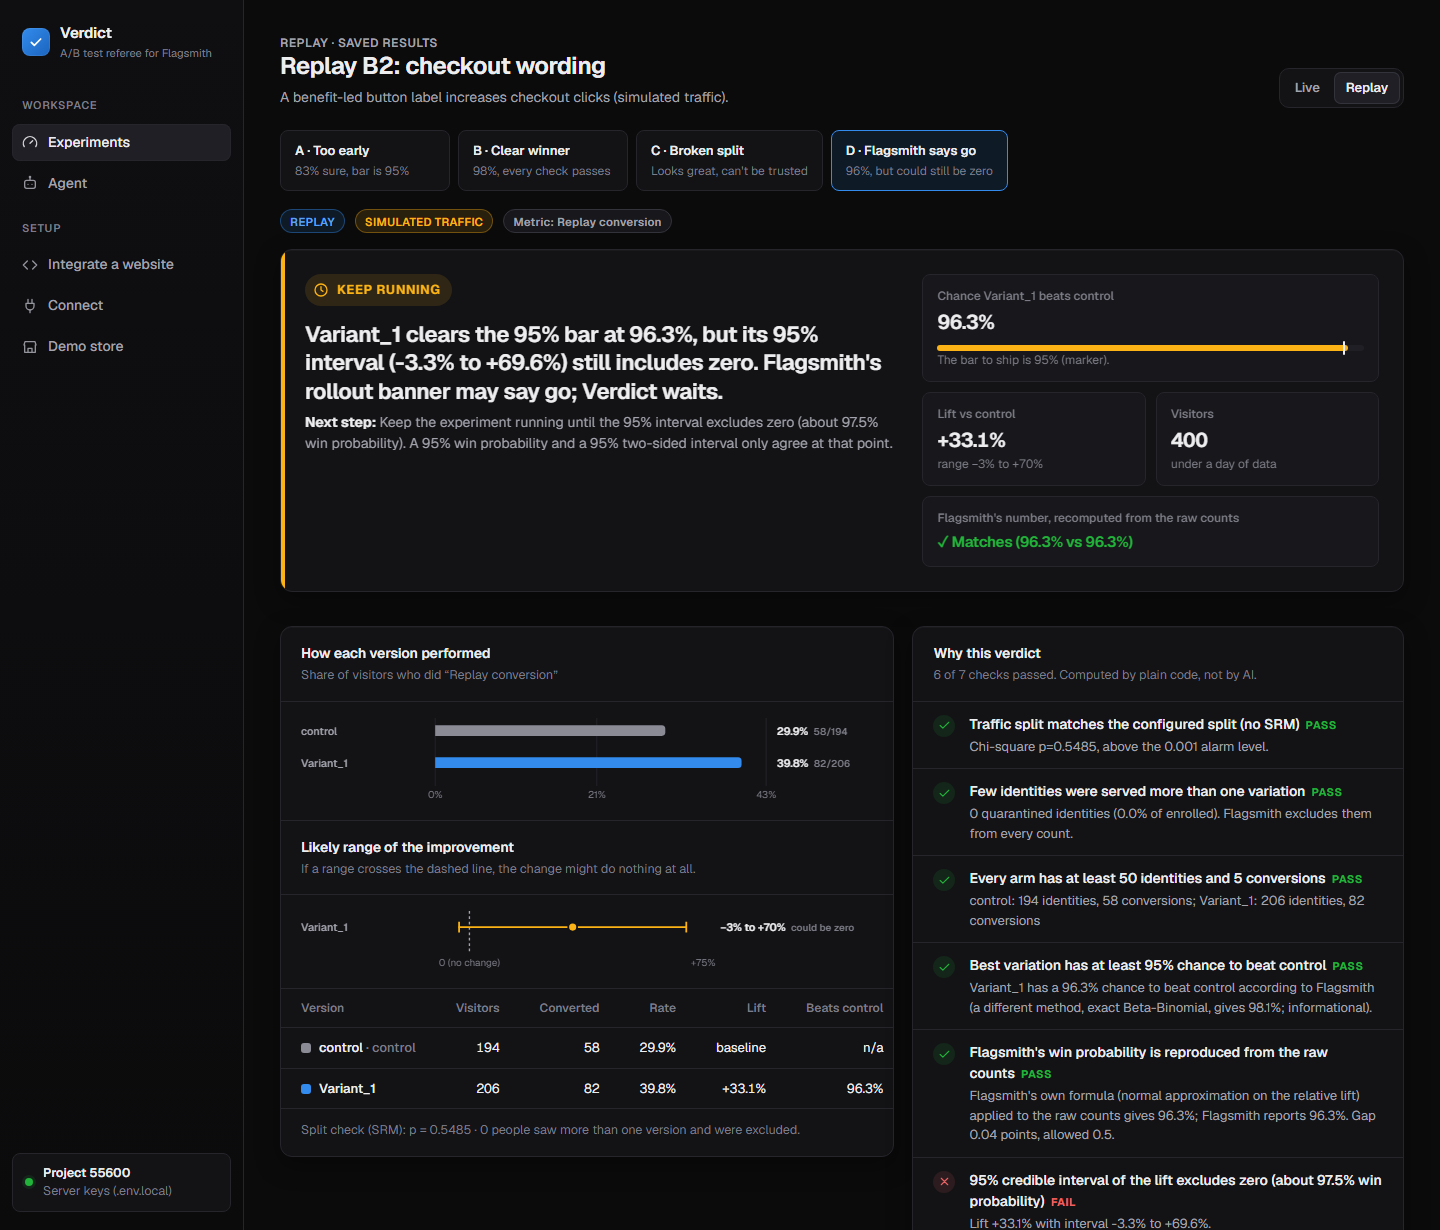 Verdict
A/B test referee for Flagsmith
WORKSPACE
Experiments
Agent
SETUP
Integrate a website
Connect
Demo store
Project 55600
Server keys (.env.local)
REPLAY · SAVED RESULTS
Replay B2: checkout wording
A benefit-led button label increases checkout clicks (simulated traffic).
Live
Replay
A · Too early
83% sure, bar is 95%
B · Clear winner
98%, every check passes
C · Broken split
Looks great, can't be trusted
D · Flagsmith says go
96%, but could still be zero
REPLAY
SIMULATED TRAFFIC
Metric: Replay conversion
KEEP RUNNING
Variant_1 clears the 95% bar at 96.3%, but its 95%
interval (-3.3% to +69.6%) still includes zero. Flagsmith's
rollout banner may say go; Verdict waits.
Next step: Keep the experiment running until the 95% interval excludes zero (about 97.5%
win probability). A 95% win probability and a 95% two-sided interval only agree at that point.
Chance Variant_1 beats control
96.3%
The bar to ship is 95% (marker).
Lift vs control
+33.1%
range −3% to +70%
Visitors
400
under a day of data
Flagsmith's number, recomputed from the raw counts
✓ Matches (96.3% vs 96.3%)
How each version performed
Share of visitors who did “Replay conversion”
control
29.9% 58/194
Variant_1
39.8% 82/206
0%
21%
43%
Likely range of the improvement
If a range crosses the dashed line, the change might do nothing at all.
Variant_1
−3% to +70% could be zero
0 (no change)
+75%
Version Visitors Converted Rate Lift Beats control
control · control 194 58 29.9% baseline n/a
Variant_1 206 82 39.8% +33.1% 96.3%
Split check (SRM): p = 0.5485 · 0 people saw more than one version and were excluded.
Why this verdict
6 of 7 checks passed. Computed by plain code, not by AI.
Traffic split matches the configured split (no SRM) PASS
Chi-square p=0.5485, above the 0.001 alarm level.
Few identities were served more than one variation PASS
0 quarantined identities (0.0% of enrolled). Flagsmith excludes them
from every count.
Every arm has at least 50 identities and 5 conversions PASS
control: 194 identities, 58 conversions; Variant_1: 206 identities, 82
conversions
Best variation has at least 95% chance to beat control PASS
Variant_1 has a 96.3% chance to beat control according to Flagsmith
(a different method, exact Beta-Binomial, gives 98.1%; informational).
Flagsmith's win probability is reproduced from the raw
counts PASS
Flagsmith's own formula (normal approximation on the relative lift)
applied to the raw counts gives 96.3%; Flagsmith reports 96.3%. Gap
0.04 points, allowed 0.5.
95% credible interval of the lift excludes zero (about 97.5% win
probability) FAIL
Lift +33.1% with interval -3.3% to +69.6%.